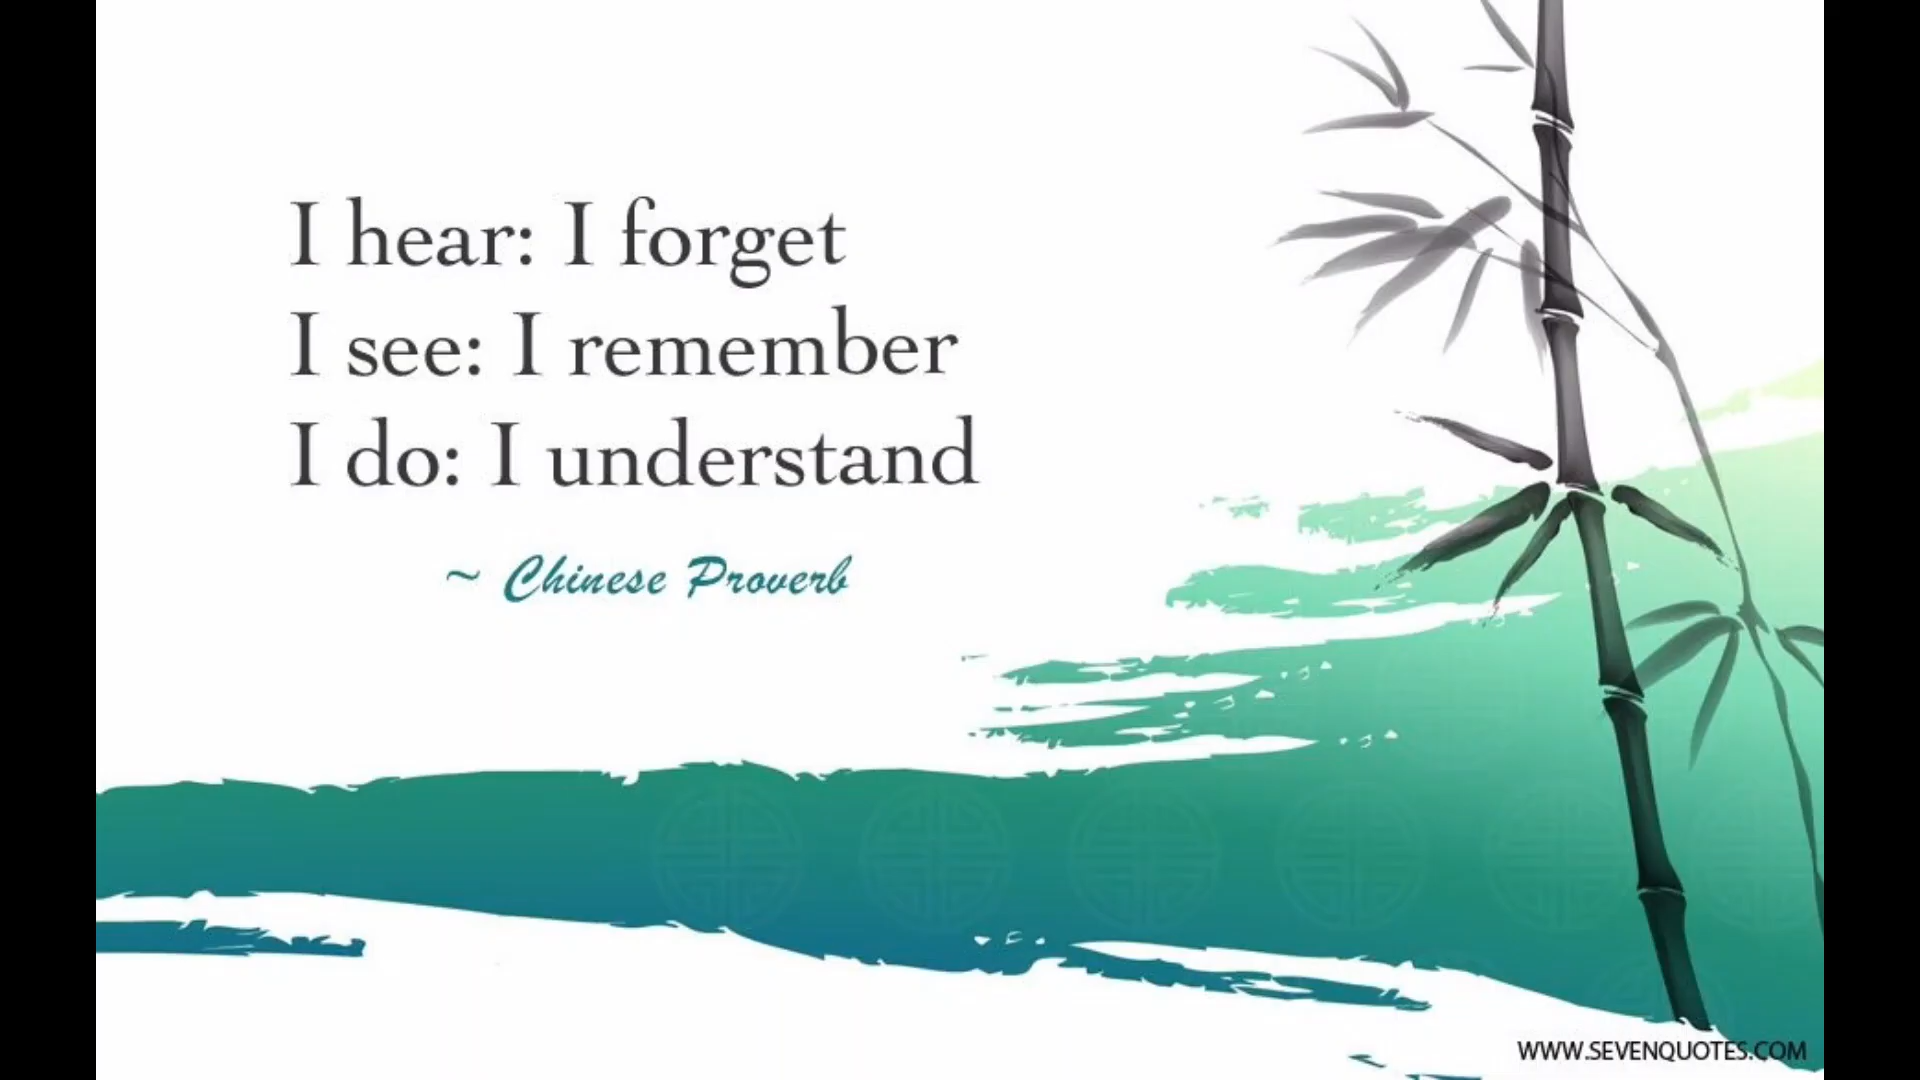 I hear: I forget
I see: I remember
I do: I understand
~ Chinese Proverb
WWW.SEVENQUOTES.COM